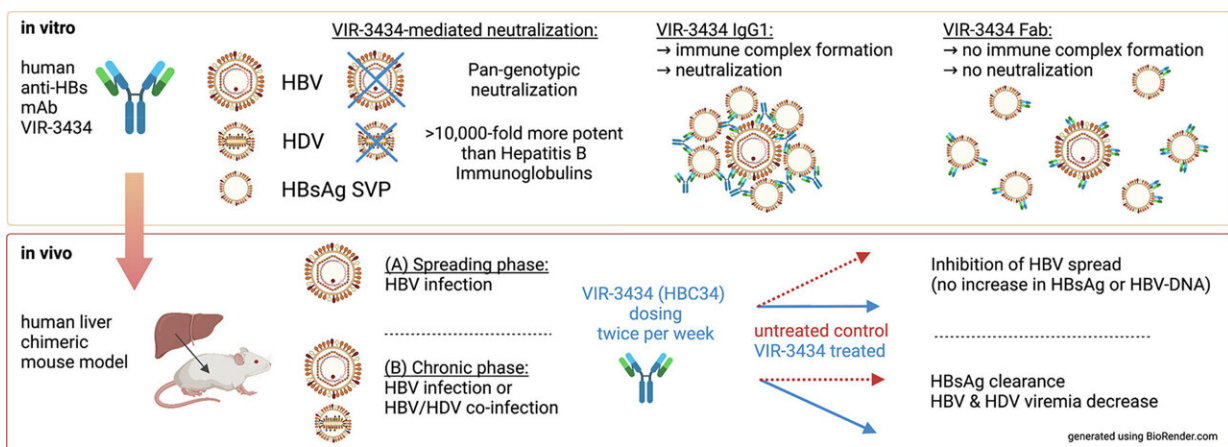 in vitro
human
anti-HBs
mAb
VIR-3434
VIR-3434-mediated neutralization:
HBV
Pan-genotypic
neutralization
HDV
>10,000-fold more potent
than Hepatitis B
Immunoglobulins
HBsAg SVP
VIR-3434 IgG1:
→ immune complex formation
→ neutralization
VIR-3434 Fab:
→ no immune complex formation
→ no neutralization
in vivo
human liver
chimeric
mouse model
(A) Spreading phase:
HBV infection
(B) Chronic phase:
HBV infection or
HBV/HDV co-infection
VIR-3434 (HBC34)
dosing
twice per week
untreated control
VIR-3434 treated
Inhibition of HBV spread
(no increase in HBsAg or HBV-DNA)
HBsAg clearance
HBV & HDV viremia decrease
generated using BioRender.com